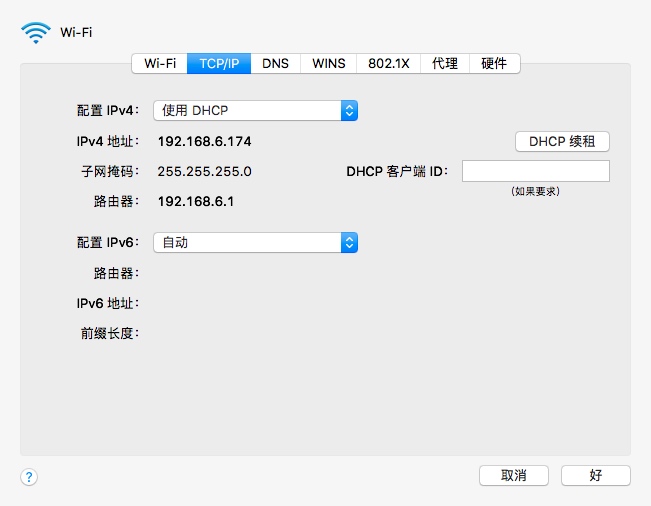 Wi-Fi
Wi-Fi TCP/IP DNS WINS 802.1X 代理 硬件
配置 IPv4： 使用 DHCP
IPv4 地址： 192.168.6.174 DHCP 续租
子网掩码： 255.255.255.0 DHCP 客户端 ID：
（如果要求）
路由器： 192.168.6.1
配置 IPv6： 自动
路由器：
IPv6 地址：
前缀长度：
? 取消 好